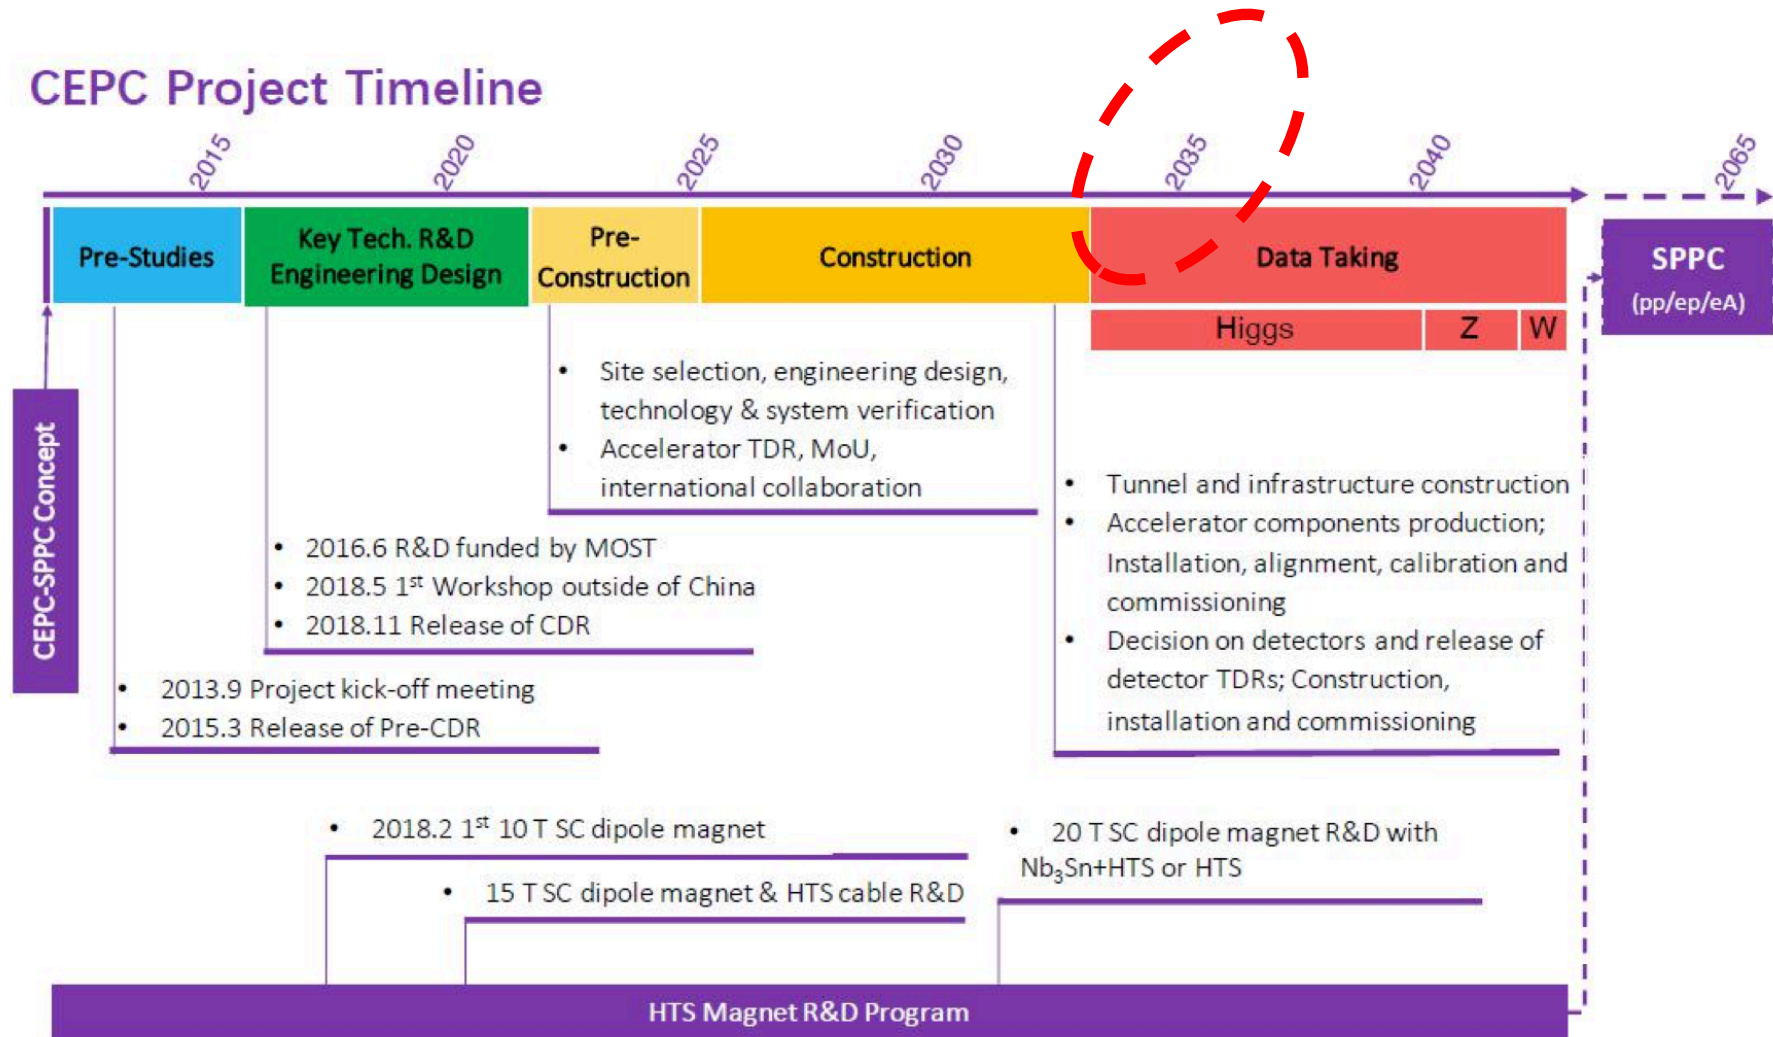 CEPC Project Timeline
2015
2020
2025
2030
2035
2040
2065
Pre-Studies
Key Tech. R&D
Engineering Design
Pre-
Construction
Construction
Data Taking
SPPC
(pp/ep/eA)
Higgs
Z
W
CEPC-SPPC Concept
• Site selection, engineering design,
technology & system verification
• Accelerator TDR, MoU,
international collaboration
• Tunnel and infrastructure construction
• Accelerator components production;
Installation, alignment, calibration and
commissioning
• Decision on detectors and release of
detector TDRs; Construction,
installation and commissioning
• 2016.6 R&D funded by MOST
• 2018.5 1st Workshop outside of China
• 2018.11 Release of CDR
• 2013.9 Project kick-off meeting
• 2015.3 Release of Pre-CDR
• 2018.2 1st 10 T SC dipole magnet
• 15 T SC dipole magnet & HTS cable R&D
• 20 T SC dipole magnet R&D with
Nb3Sn+HTS or HTS
HTS Magnet R&D Program